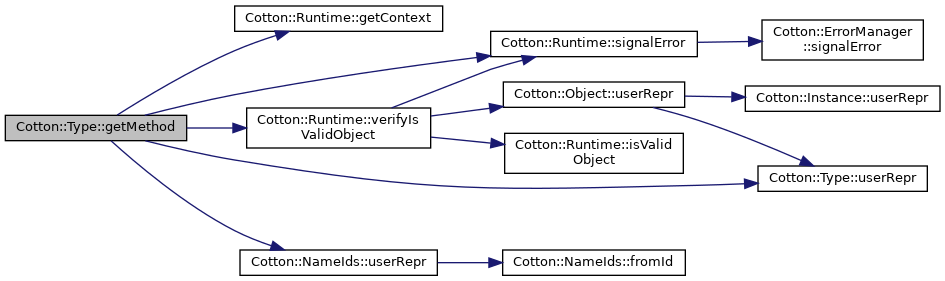 Cotton::Type::getMethod
Cotton::Runtime::getContext
Cotton::Runtime::signalError
Cotton::ErrorManager
::signalError
Cotton::Runtime::verifyIs
ValidObject
Cotton::Object::userRepr
Cotton::Instance::userRepr
Cotton::Runtime::isValid
Object
Cotton::Type::userRepr
Cotton::NameIds::userRepr
Cotton::NameIds::fromId